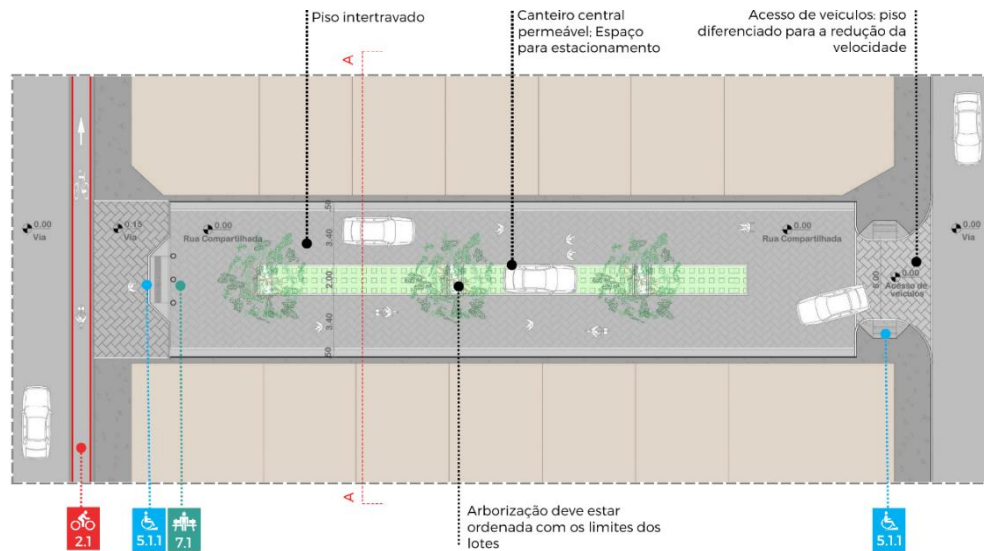 Piso intertravado
Canteiro central
permeável; Espaço
para estacionamento
Acesso de veículos: piso
diferenciado para a redução da
velocidade
A
0.00
Via
0.15
Via
0.00
Rua Compartilhada
.50
3.40
2.00
3.40
.50
0.00
Rua Compartilhada
6.00
0.00
Acesso de
veículos
0.00
Via
A
Arborização deve estar
ordenada com os limites dos
lotes
2.1
5.1.1
7.1
5.1.1